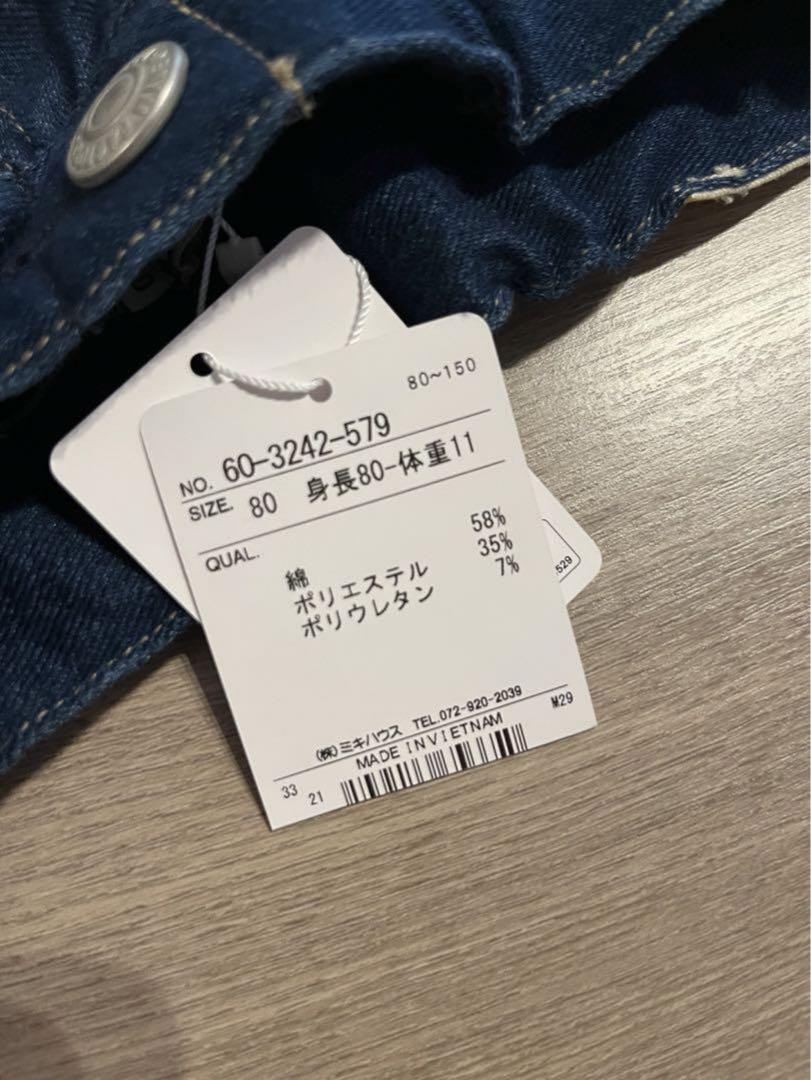 80~150
NO. 60-3242-579
SIZE. 80 身長80-体重11
QUAL.
綿 58%
ポリエステル 35%
ポリウレタン 7%
(株)ミキハウス TEL.072-920-2039
MADE IN VIETNAM M29
33 21
529